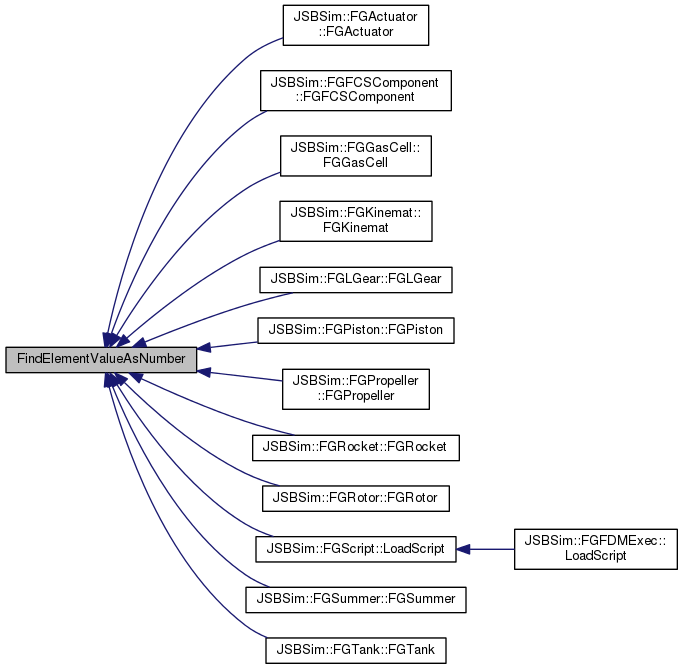 JSBSim::FGActuator
::FGActuator
JSBSim::FGFCSComponent
::FGFCSComponent
JSBSim::FGGasCell::
FGGasCell
JSBSim::FGKinemat::
FGKinemat
JSBSim::FGLGear::FGLGear
JSBSim::FGPiston::FGPiston
FindElementValueAsNumber
JSBSim::FGPropeller
::FGPropeller
JSBSim::FGRocket::FGRocket
JSBSim::FGRotor::FGRotor
JSBSim::FGScript::LoadScript
JSBSim::FGFDMExec::
LoadScript
JSBSim::FGSummer::FGSummer
JSBSim::FGTank::FGTank